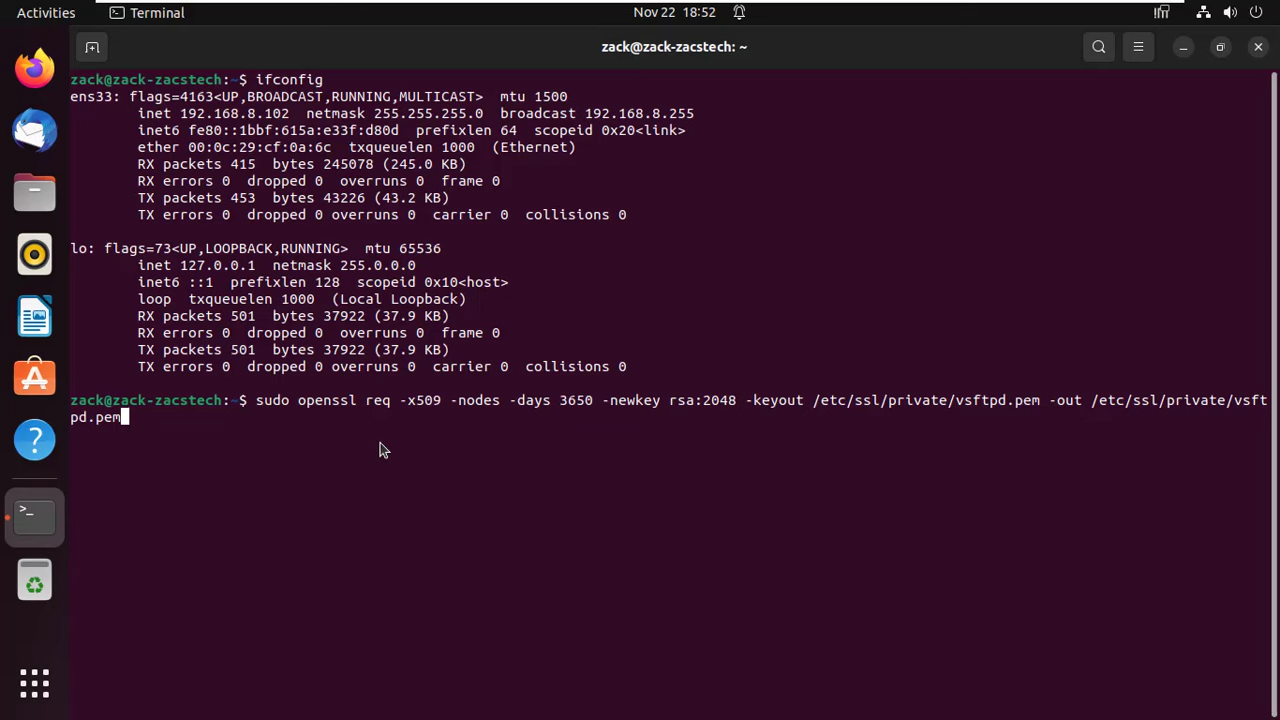 Activities Terminal Nov 22 18:52
zack@zack-zacstech: ~
zack@zack-zacstech:~$ ifconfig
ens33: flags=4163<UP,BROADCAST,RUNNING,MULTICAST>  mtu 1500
        inet 192.168.8.102  netmask 255.255.255.0  broadcast 192.168.8.255
        inet6 fe80::1bbf:615a:e33f:d80d  prefixlen 64  scopeid 0x20<link>
        ether 00:0c:29:cf:0a:6c  txqueuelen 1000  (Ethernet)
        RX packets 415  bytes 245078 (245.0 KB)
        RX errors 0  dropped 0  overruns 0  frame 0
        TX packets 453  bytes 43226 (43.2 KB)
        TX errors 0  dropped 0 overruns 0  carrier 0  collisions 0
lo: flags=73<UP,LOOPBACK,RUNNING>  mtu 65536
        inet 127.0.0.1  netmask 255.0.0.0
        inet6 ::1  prefixlen 128  scopeid 0x10<host>
        loop  txqueuelen 1000  (Local Loopback)
        RX packets 501  bytes 37922 (37.9 KB)
        RX errors 0  dropped 0  overruns 0  frame 0
        TX packets 501  bytes 37922 (37.9 KB)
        TX errors 0  dropped 0 overruns 0  carrier 0  collisions 0
zack@zack-zacstech:~$ sudo openssl req -x509 -nodes -days 3650 -newkey rsa:2048 -keyout /etc/ssl/private/vsftpd.pem -out /etc/ssl/private/vsft
pd.pem